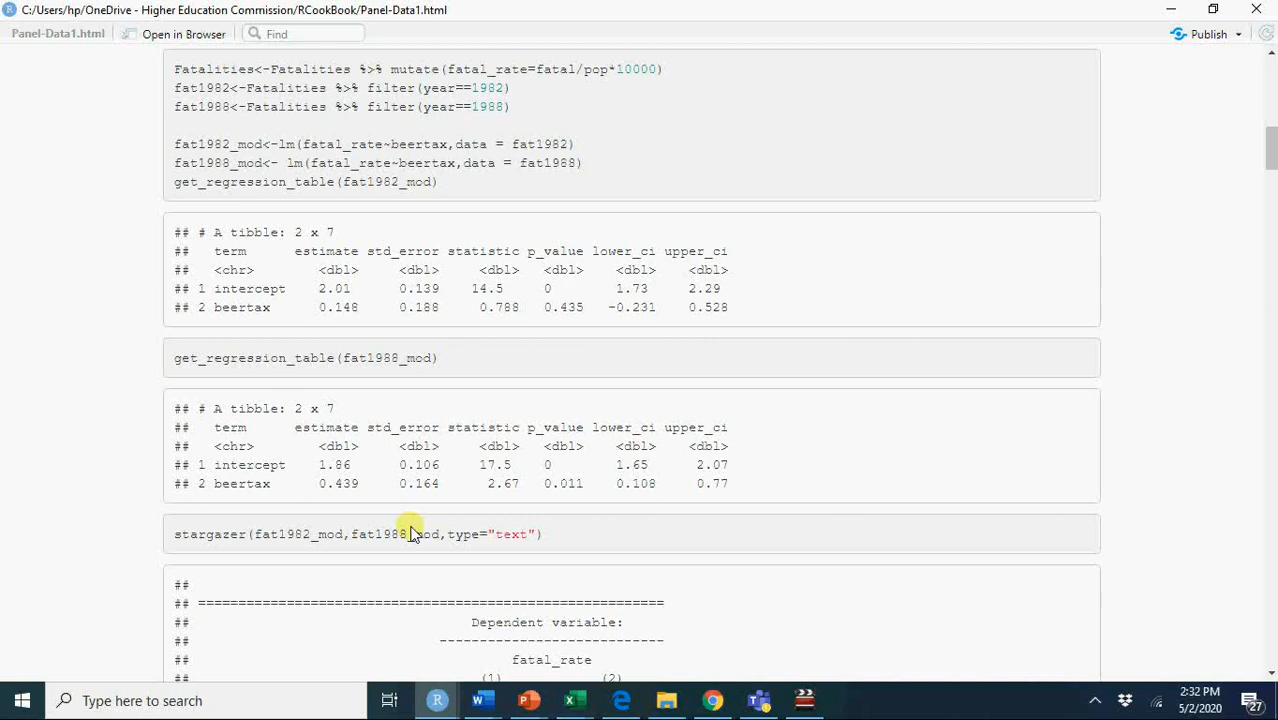 C:/Users/hp/OneDrive - Higher Education Commission/RCookBook/Panel-Data1.html
Panel-Data1.html Open in Browser Find Publish
Fatalities<-Fatalities %>% mutate(fatal_rate=fatal/pop*10000)
fat1982<-Fatalities %>% filter(year==1982)
fat1988<-Fatalities %>% filter(year==1988)
fat1982_mod<-lm(fatal_rate~beertax,data = fat1982)
fat1988_mod<- lm(fatal_rate~beertax,data = fat1988)
get_regression_table(fat1982_mod)
## # A tibble: 2 x 7
## term estimate std_error statistic p_value lower_ci upper_ci
## <chr> <dbl> <dbl> <dbl> <dbl> <dbl> <dbl>
## 1 intercept 2.01 0.139 14.5 0 1.73 2.29
## 2 beertax 0.148 0.188 0.788 0.435 -0.231 0.528
get_regression_table(fat1988_mod)
## # A tibble: 2 x 7
## term estimate std_error statistic p_value lower_ci upper_ci
## <chr> <dbl> <dbl> <dbl> <dbl> <dbl> <dbl>
## 1 intercept 1.86 0.106 17.5 0 1.65 2.07
## 2 beertax 0.439 0.164 2.67 0.011 0.108 0.77
stargazer(fat1982_mod,fat1988_mod,type="text")
##
## ==========================================================
## Dependent variable:
## ----------------------------
## fatal_rate
## (1) (2)
Type here to search
2:32 PM
5/2/2020
27